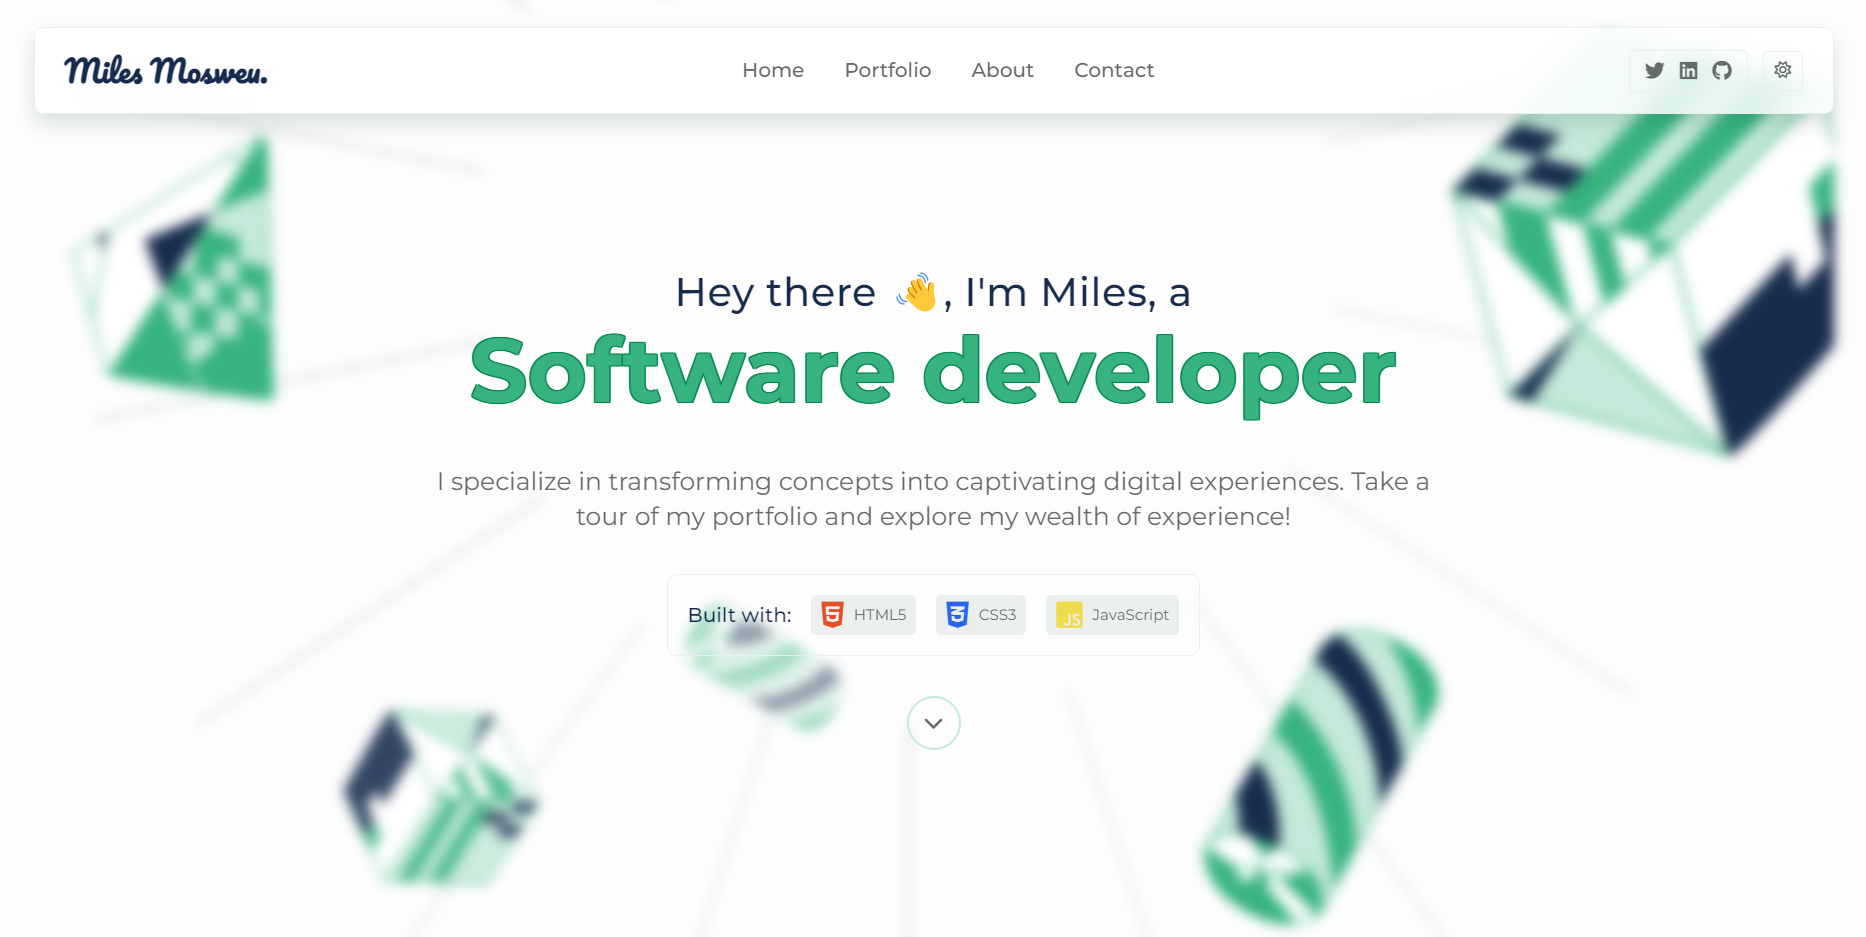 Miles Mosweu.
Home Portfolio About Contact
Hey there 👋, I'm Miles, a
Software developer
I specialize in transforming concepts into captivating digital experiences. Take a
tour of my portfolio and explore my wealth of experience!
Built with: HTML5 CSS3 JavaScript